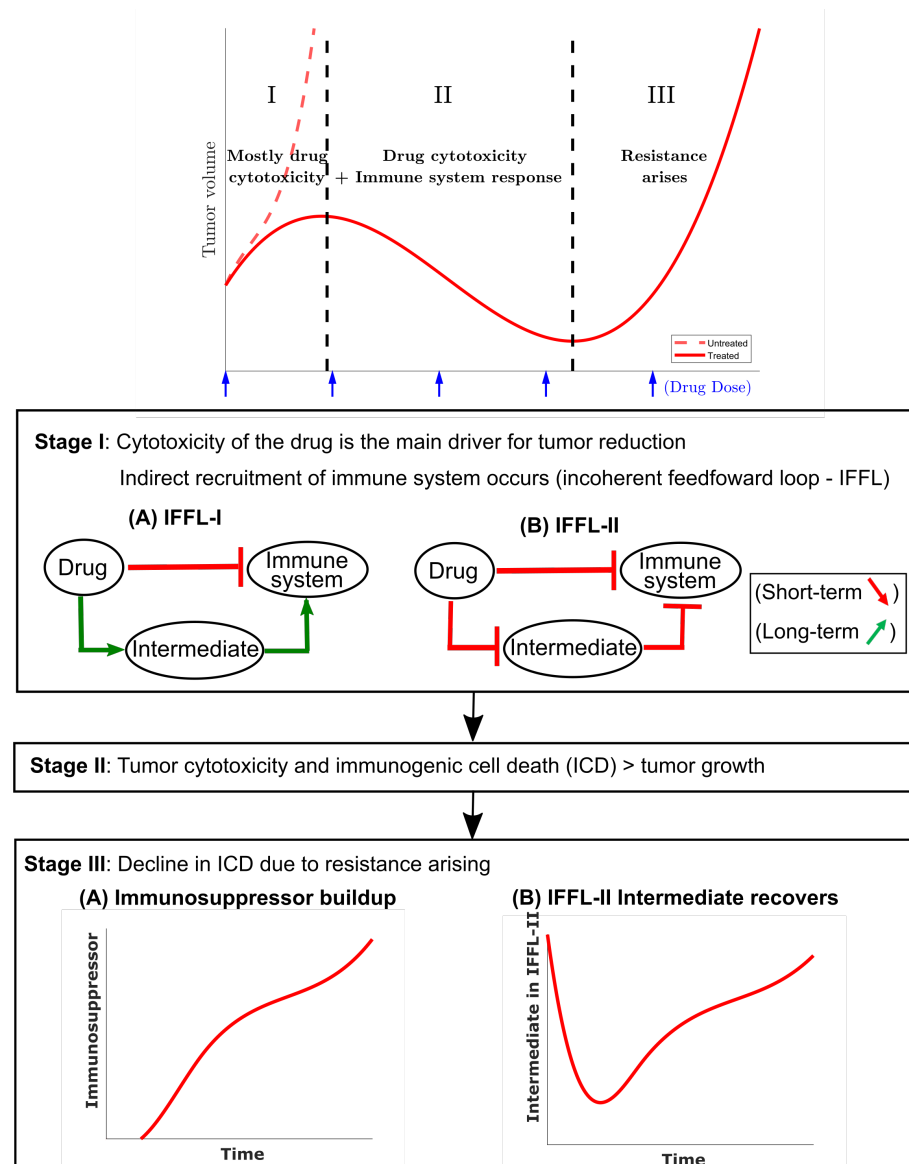 I
II
III
Mostly drug
cytotoxicity
Drug cytotoxicity
+ Immune system response
Resistance
arises
Tumor volume
Untreated
Treated
(Drug Dose)
Stage I: Cytotoxicity of the drug is the main driver for tumor reduction
Indirect recruitment of immune system occurs (incoherent feedfoward loop - IFFL)
(A) IFFL-I
Drug
Immune
system
Intermediate
(B) IFFL-II
Drug
Immune
system
Intermediate
(Short-term )
(Long-term )
Stage II: Tumor cytotoxicity and immunogenic cell death (ICD) > tumor growth
Stage III: Decline in ICD due to resistance arising
(A) Immunosuppressor buildup
Immunosuppressor
Time
(B) IFFL-II Intermediate recovers
Intermediate in IFFL-II
Time